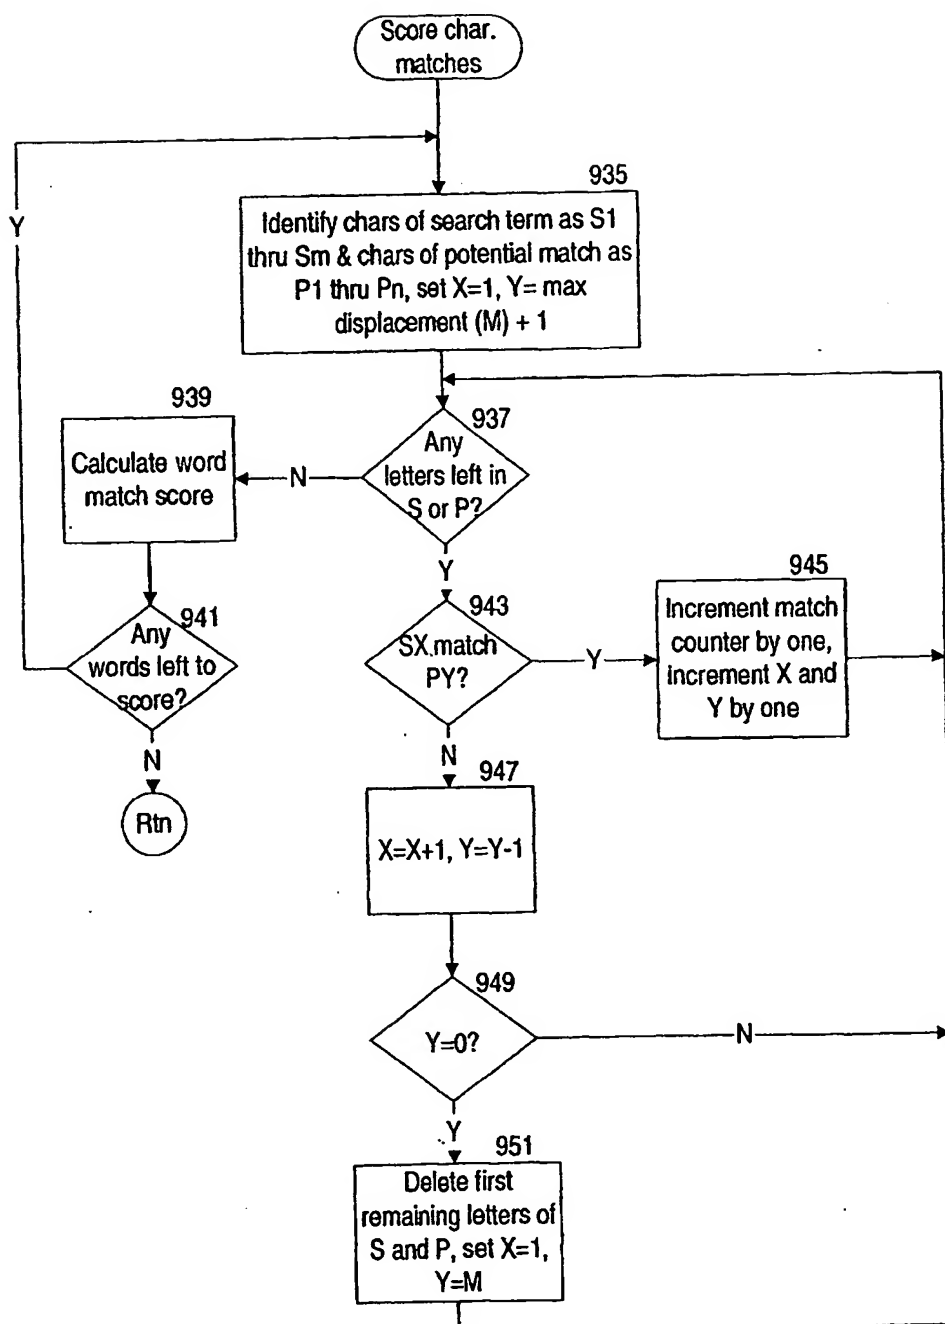 Score char.
matches
935
Identify chars of search term as S1
thru Sm & chars of potential match as
P1 thru Pn, set X=1, Y= max
displacement (M) + 1
Y
939
Calculate word
match score
N
937
Any
letters left in
S or P?
Y
941
Any
words left to
score?
N
Rtn
943
SX match
PY?
Y
945
Increment match
counter by one,
increment X and
Y by one
N
947
X=X+1, Y=Y-1
949
Y=0?
N
Y
951
Delete first
remaining letters of
S and P, set X=1,
Y=M